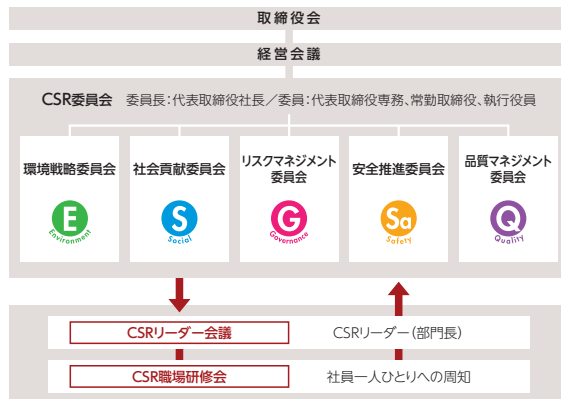 取締役会
経営会議
CSR委員会 委員長：代表取締役社長／委員：代表取締役専務、常勤取締役、執行役員
環境戦略委員会
E
Environment
社会貢献委員会
S
Social
リスクマネジメント
委員会
G
Governance
安全推進委員会
Sa
Safety
品質マネジメント
委員会
Q
Quality
CSRリーダー会議
CSRリーダー（部門長）
CSR職場研修会
社員一人ひとりへの周知